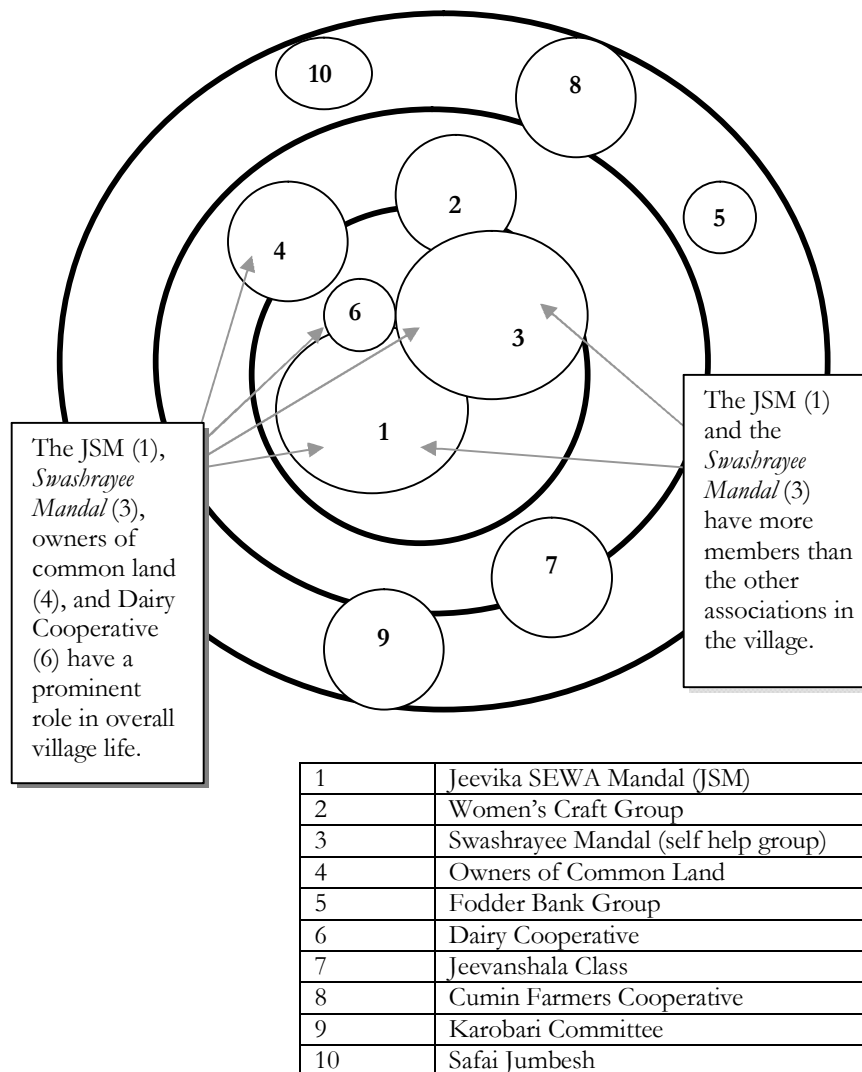 10
8
2
5
4
6
3
1
7
9
The JSM (1),
Swashrayee
Mandal (3),
owners of
common land
(4), and Dairy
Cooperative
(6) have a
prominent
role in overall
village life.
The JSM (1)
and the
Swashrayee
Mandal (3)
have more
members than
the other
associations in
the village.
1 Jeevika SEWA Mandal (JSM)
2 Women's Craft Group
3 Swashrayee Mandal (self help group)
4 Owners of Common Land
5 Fodder Bank Group
6 Dairy Cooperative
7 Jeevanshala Class
8 Cumin Farmers Cooperative
9 Karobari Committee
10 Safai Jumbesh